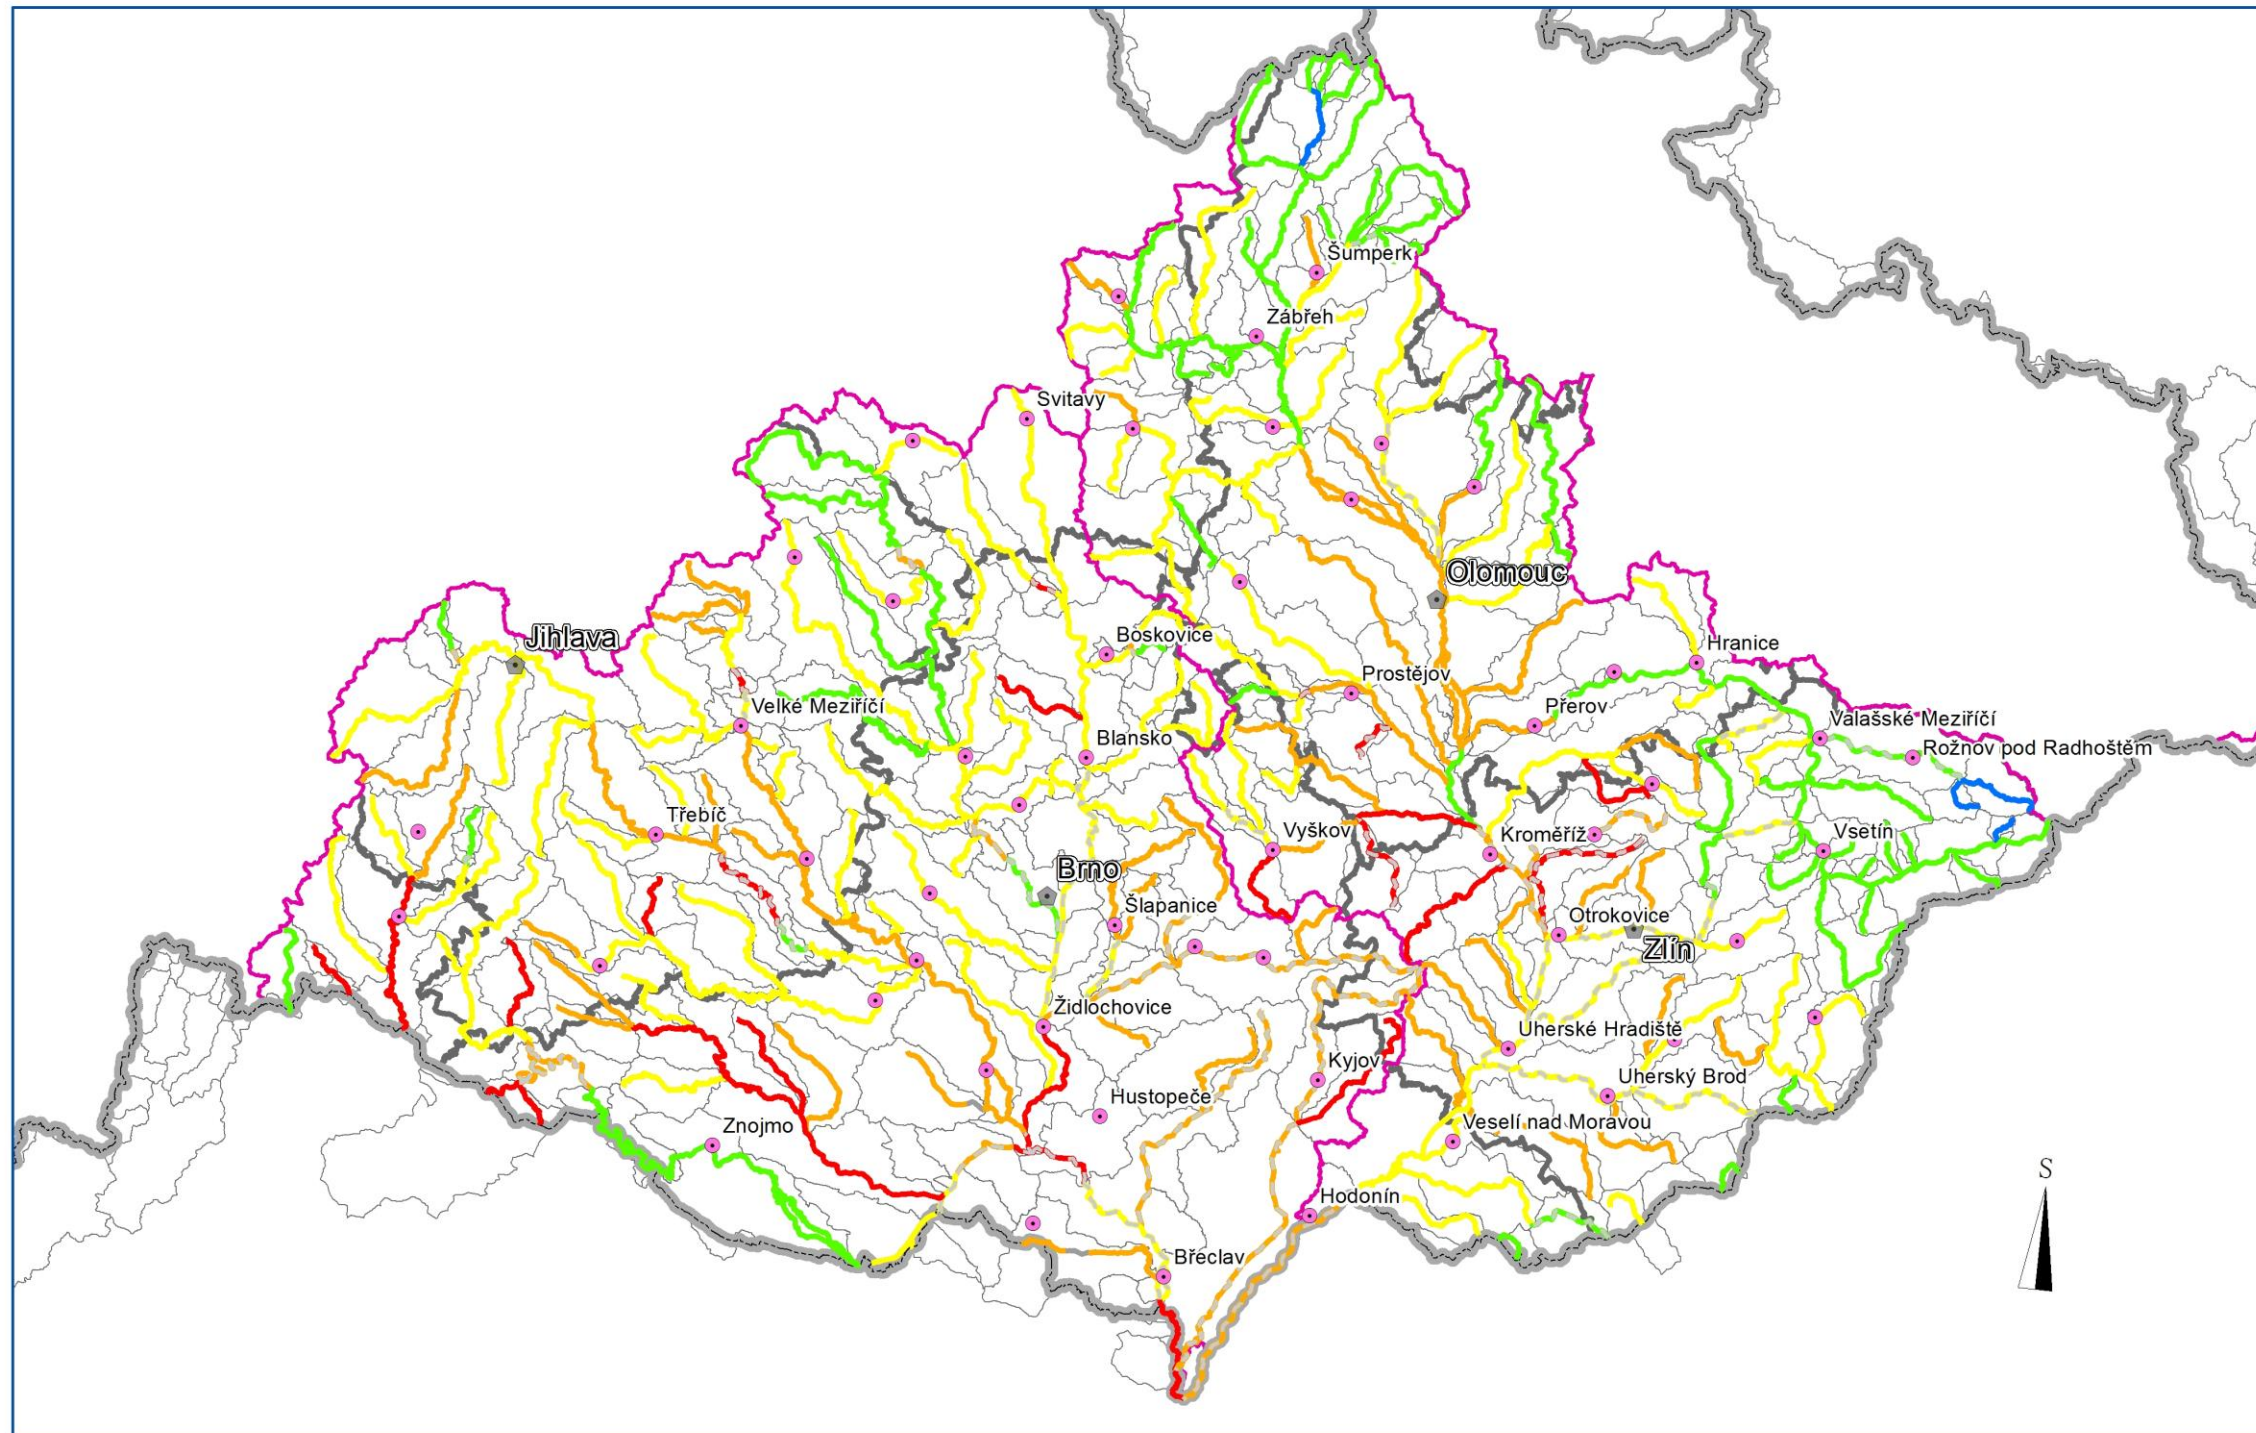 Šumperk
Zábřeh
Svitavy
Olomouc
Jihlava
Boskovice
Hranice
Prostějov
Velké Meziříčí
Přerov
Valašské Meziříčí
Blansko
Rožnov pod Radhoštěm
Třebíč
Vyškov
Kroměříž
Vsetín
Brno
Šlapanice
Otrokovice
Zlín
Židlochovice
Uherské Hradiště
Kyjov
Uherský Brod
Hustopeče
Znojmo
Veselí nad Moravou
S
Hodonín
Břeclav